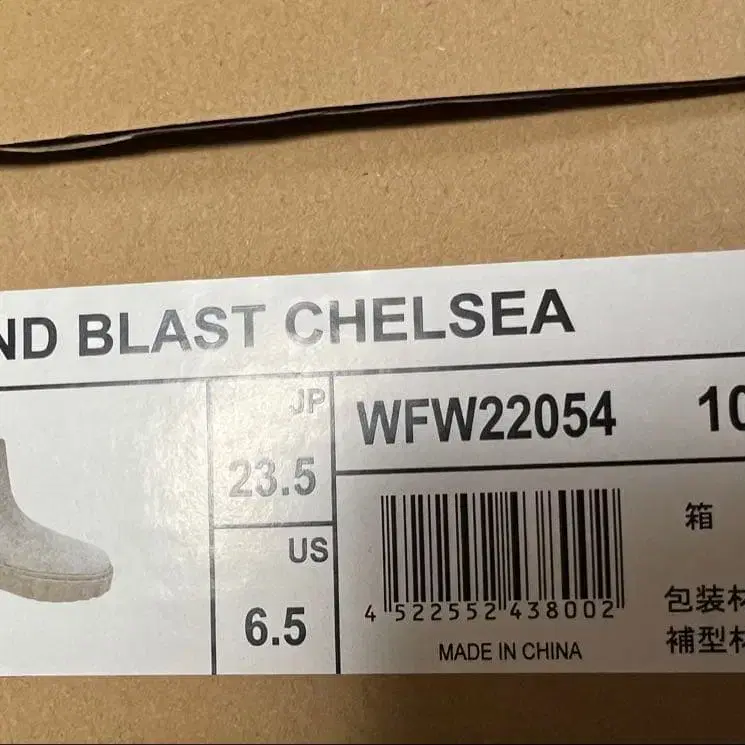 ND BLAST CHELSEA
JP
23.5
US
6.5
WFW22054 10
4 522552 438002
MADE IN CHINA
箱
包装材
補型材